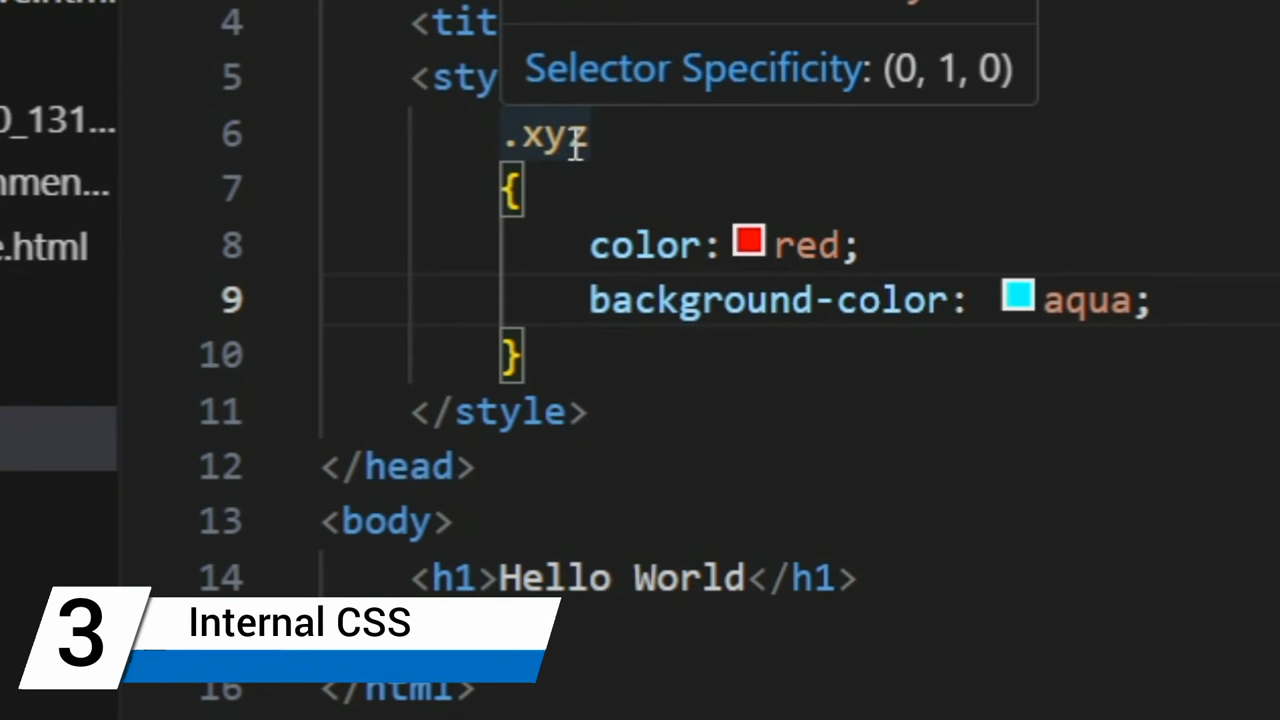 4 <tit
5 <sty
Selector Specificity: (0, 1, 0)
0_131...
6 .xyz
nmen...
7 {
e.html
8 color: red;
9 background-color: aqua;
10 }
11 </style>
12 </head>
13 <body>
14 <h1>Hello World</h1>
3 Internal CSS
16 </html>